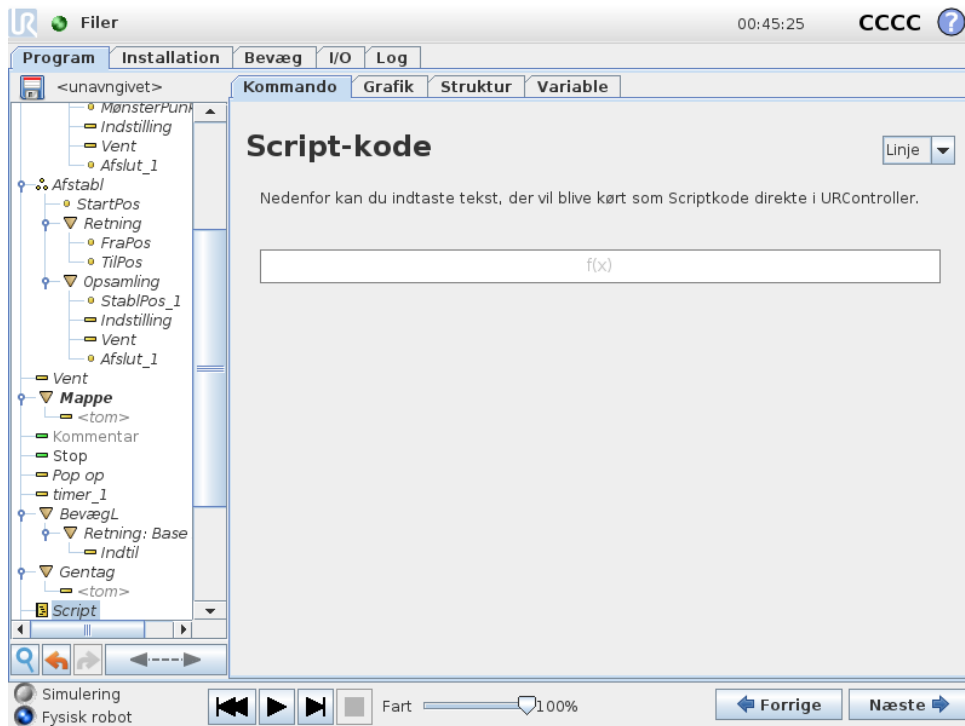 UR Filer 00:45:25 CCCC ?
Program Installation Bevæg I/O Log
<unavngivet>
Kommando Grafik Struktur Variable
MønsterPunk
Indstilling
Vent
Afslut_1
Afstabl
StartPos
Retning
FraPos
TilPos
Opsamling
StablPos_1
Indstilling
Vent
Afslut_1
Vent
Mappe
<tom>
Kommentar
Stop
Pop op
timer_1
BevægL
Retning: Base
Indtil
Gentag
<tom>
Script
Script-kode
Linje
Nedenfor kan du indtaste tekst, der vil blive kørt som Scriptkode direkte i URController.
f(x)
Simulering
Fysisk robot
Fart 100%
Forrige Næste